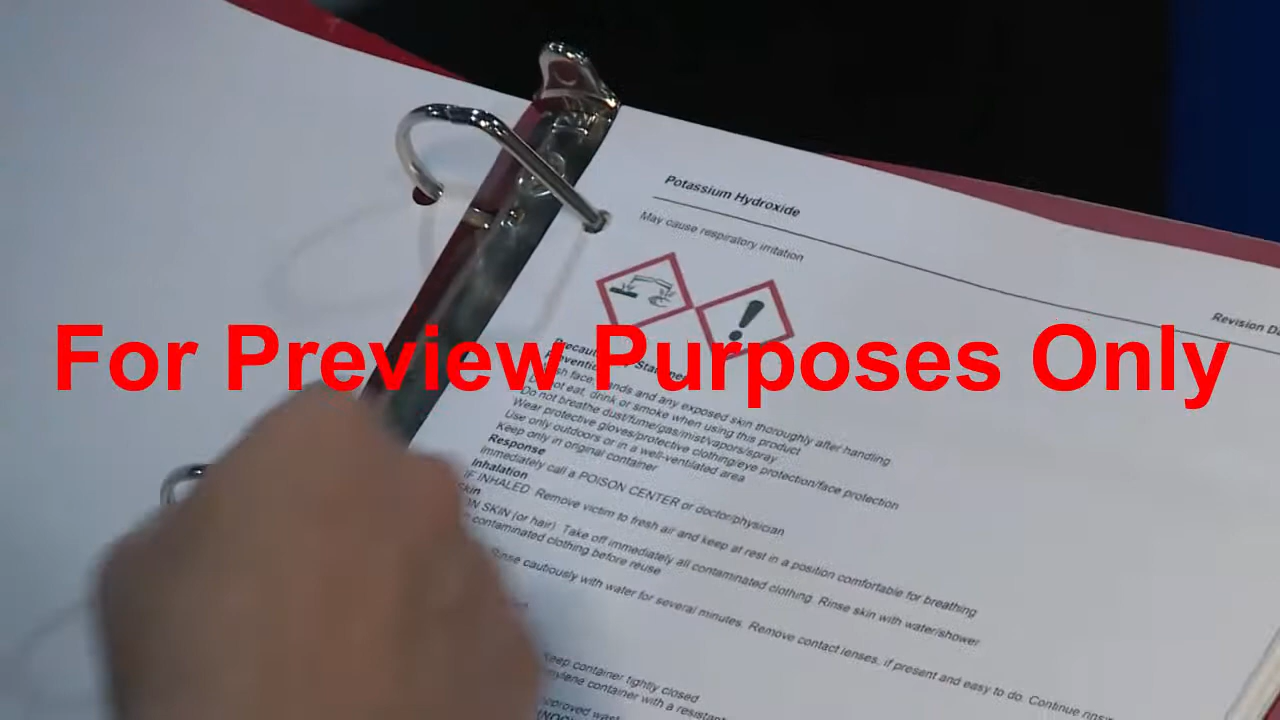 Potassium Hydroxide
May cause respiratory irritation
Revision
For Preview Purposes Only
face, hands and any exposed skin thoroughly after handling
not eat, drink or smoke when using this product
Do not breathe dust/fume/gas/mist/vapors/spray
Wear protective gloves/protective clothing/eye protection/face protection
Use only outdoors or in a well-ventilated area
Keep only in original container
Response
Immediately call a POISON CENTER or doctor/physician
Inhalation
IF INHALED: Remove victim to fresh air and keep at rest in a position comfortable for breathing
ON SKIN (or hair): Take off immediately all contaminated clothing. Rinse skin with water/shower
contaminated clothing before reuse
Rinse cautiously with water for several minutes. Remove contact lenses, if present and easy to do. Continue
Keep container tightly closed
container with a resistant